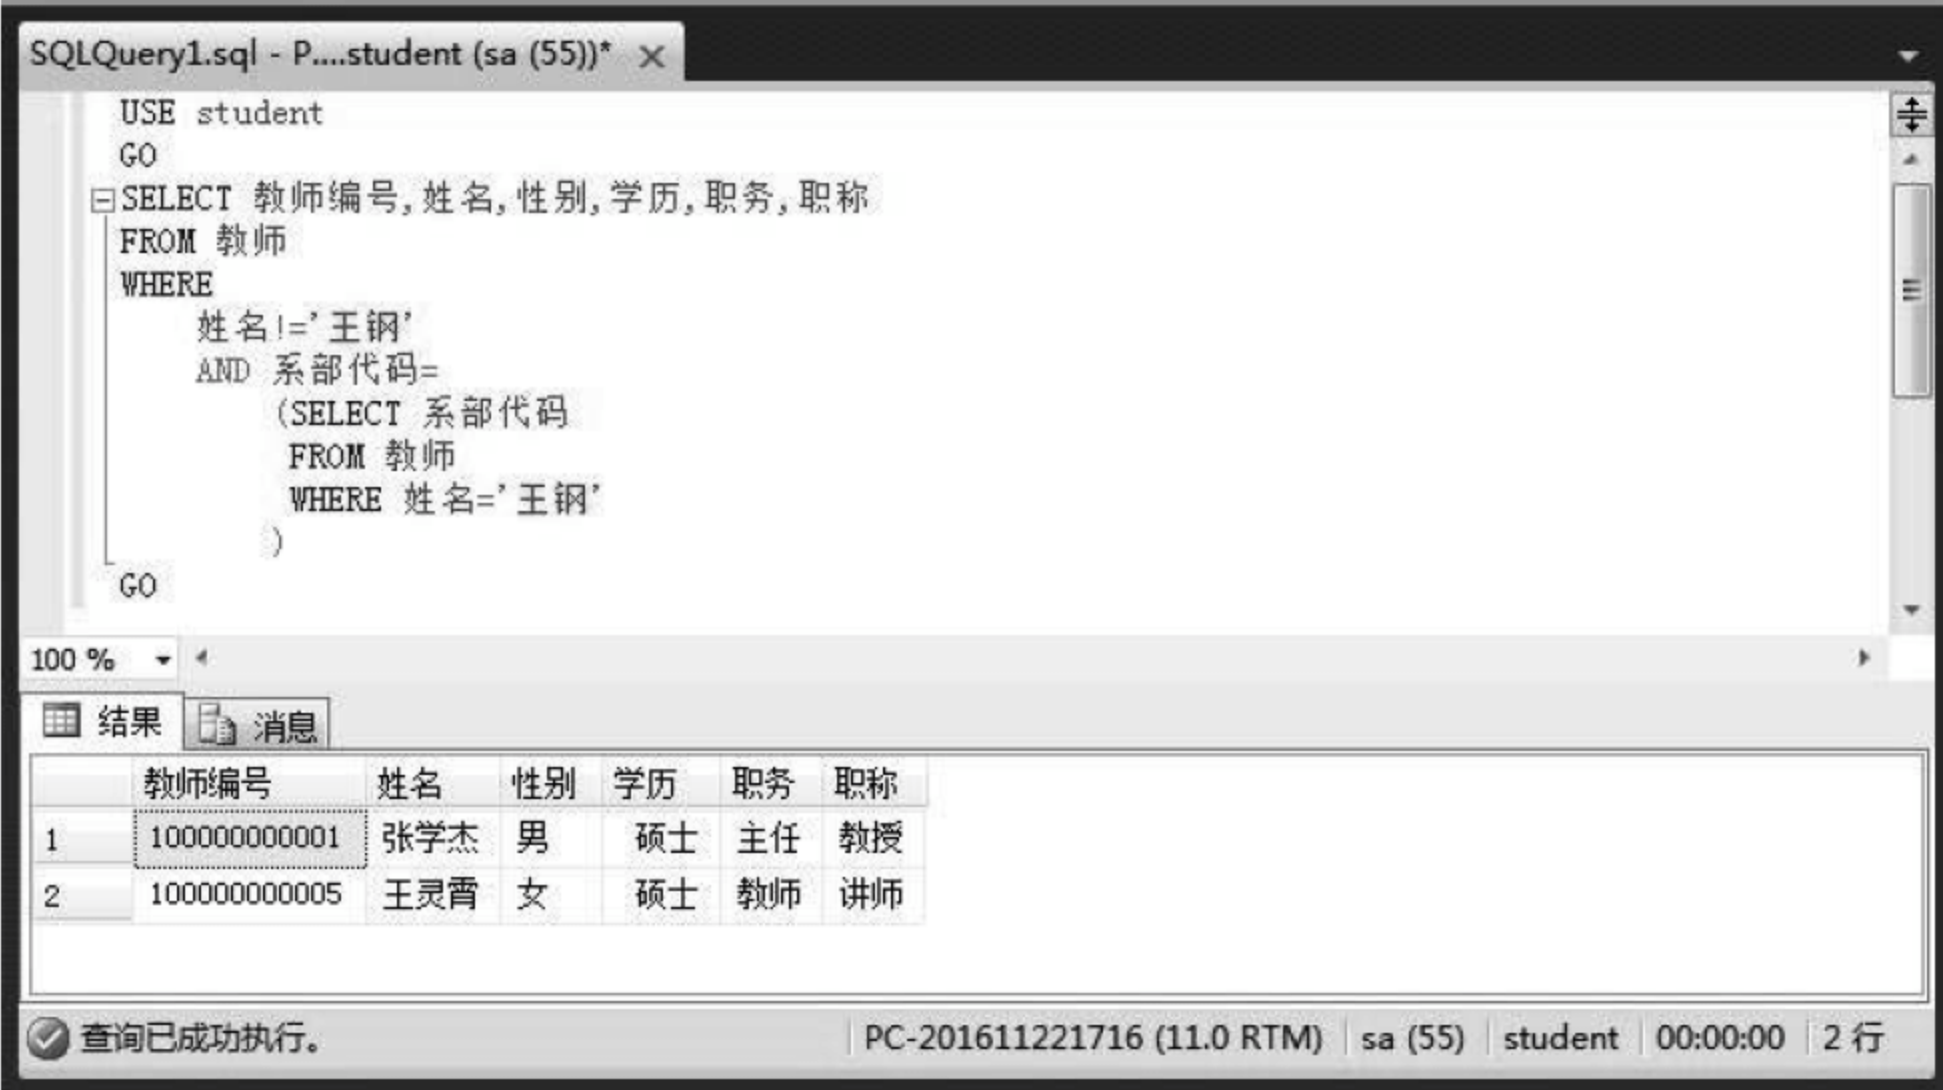 SQLQuery1.sql - P....student (sa (55))*
USE student
GO
SELECT 教师编号,姓名,性别,学历,职务,职称
FROM 教师
WHERE
姓名!='王钢'
AND 系部代码=
(SELECT 系部代码
FROM 教师
WHERE 姓名='王钢'
)
GO
100 %
结果 消息
教师编号 姓名 性别 学历 职务 职称
1 100000000001 张学杰 男 硕士 主任 教授
2 100000000005 王灵霄 女 硕士 教师 讲师
查询已成功执行。 PC-201611221716 (11.0 RTM) sa (55) student 00:00:00 2 行